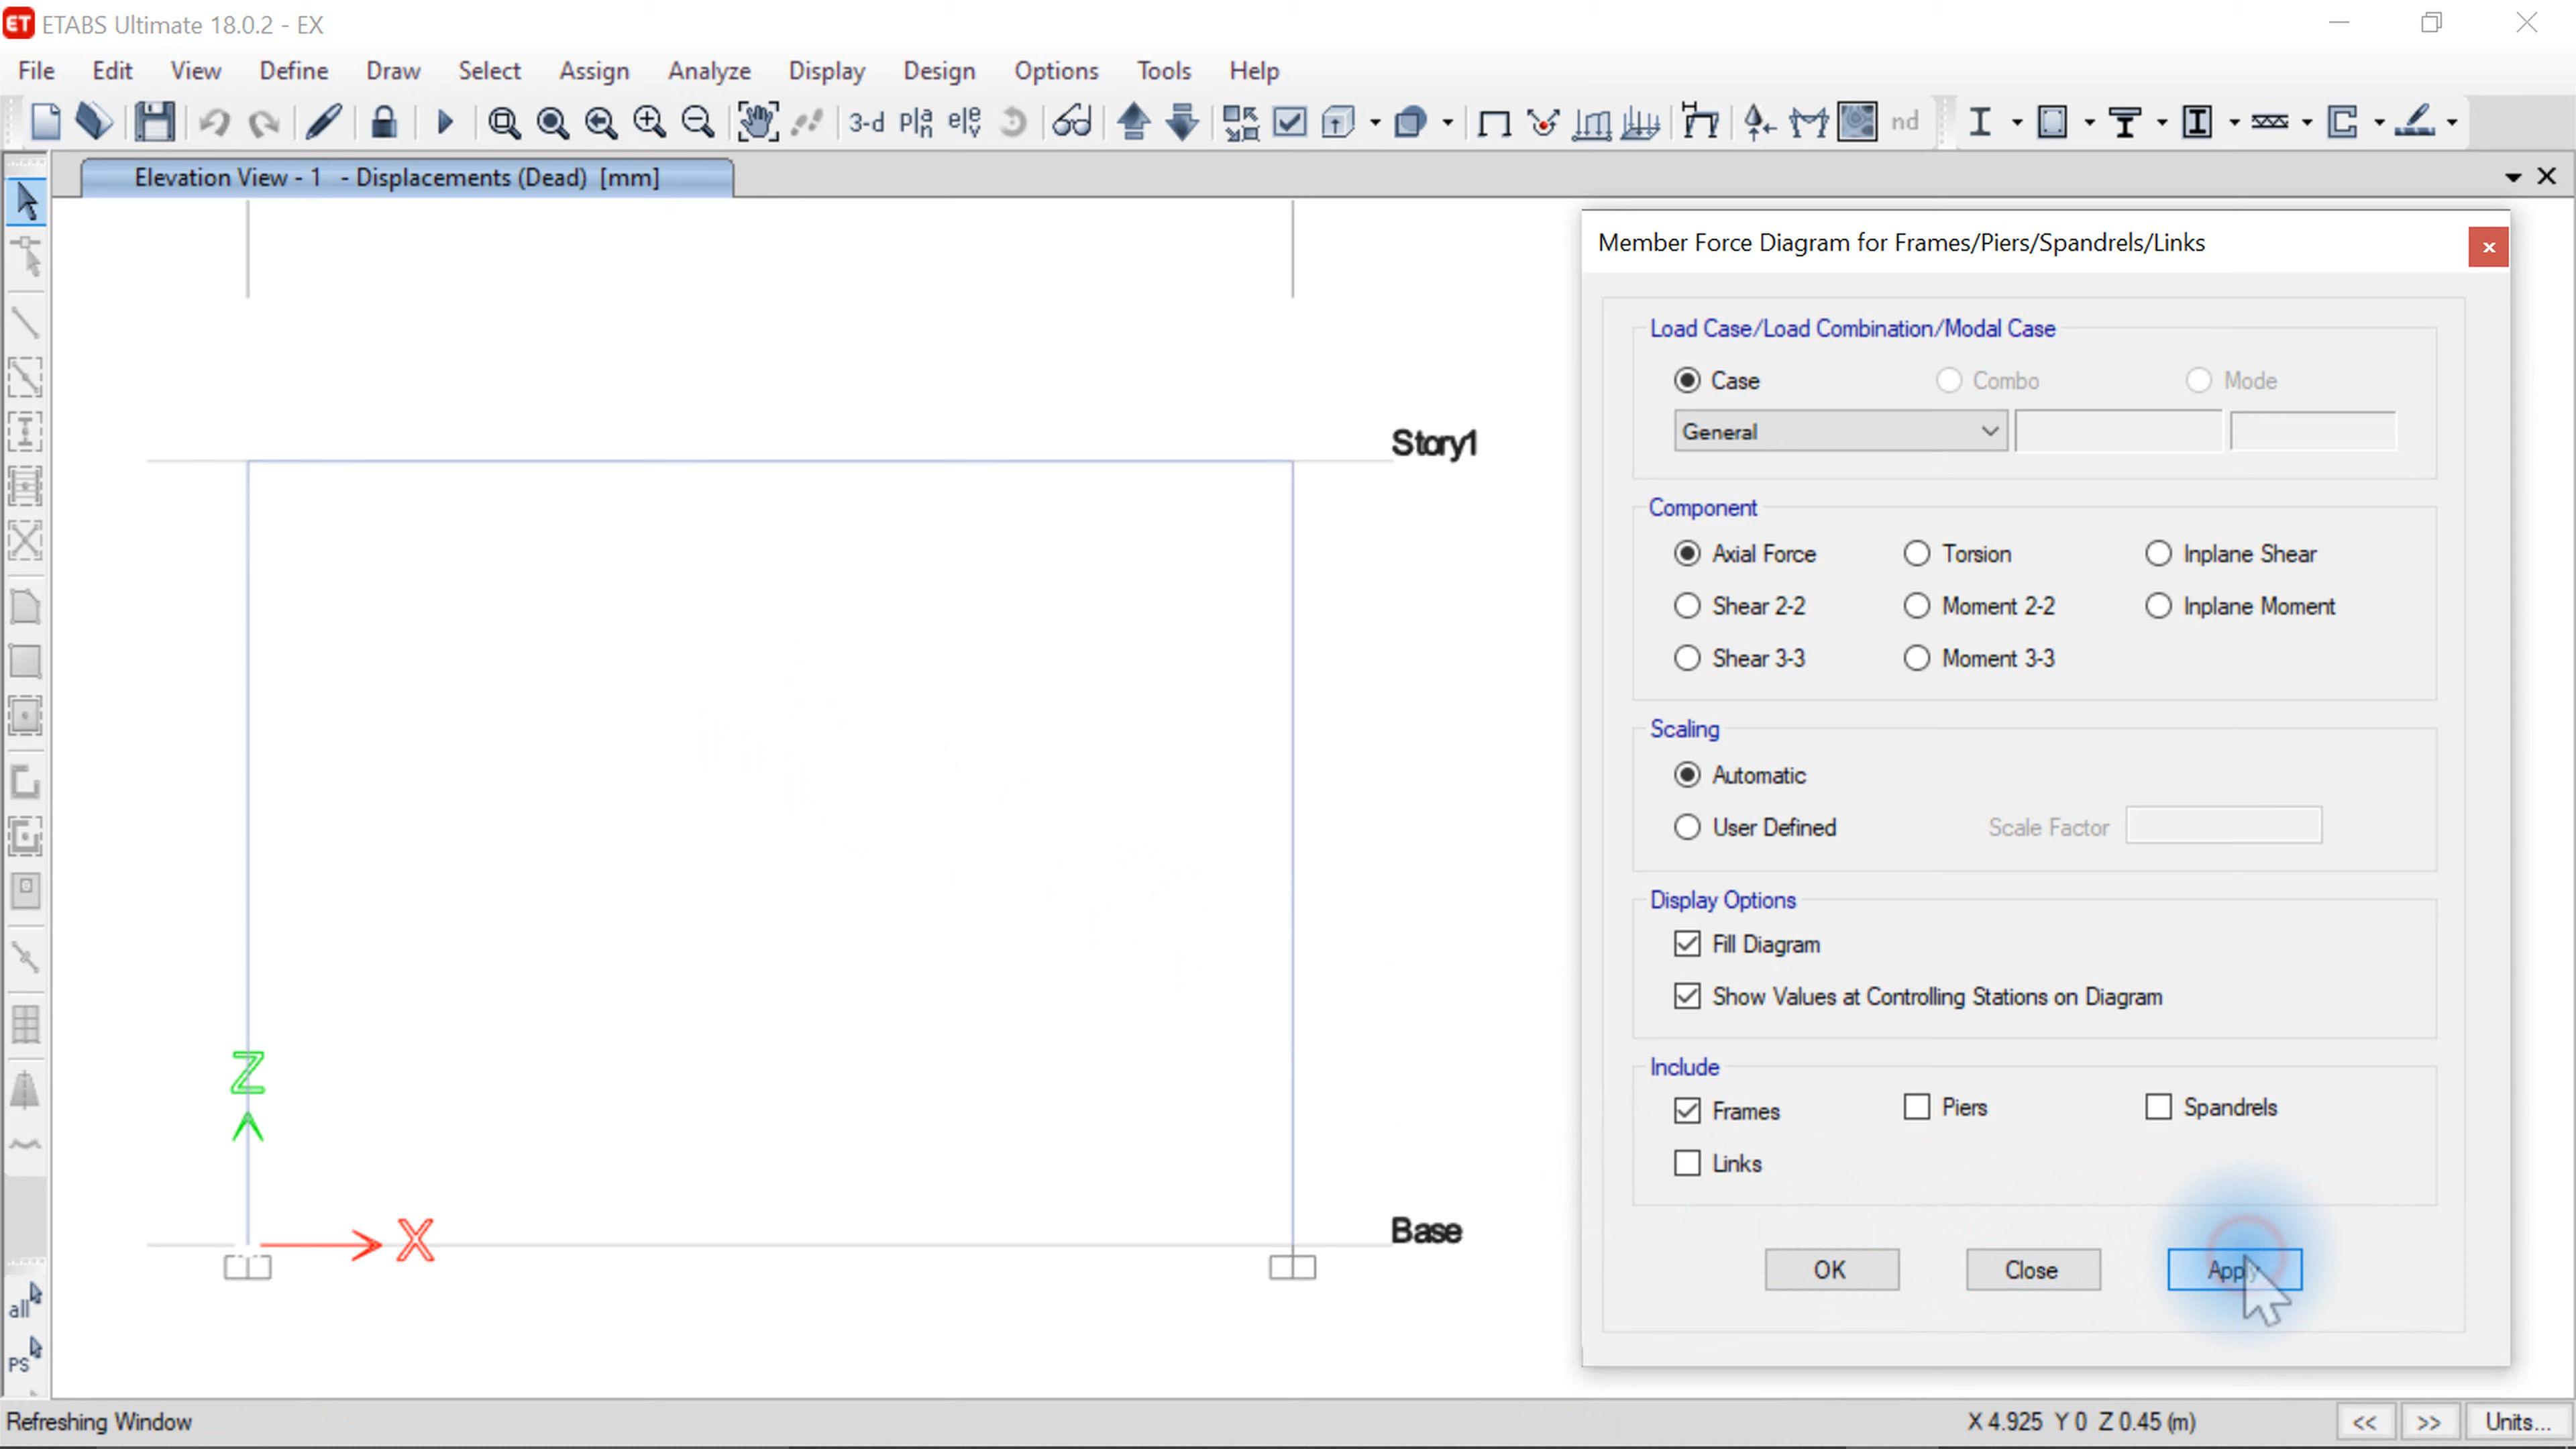 ET ETABS Ultimate 18.0.2 - EX
File Edit View Define Draw Select Assign Analyze Display Design Options Tools Help
3-d pla n ele v nd
Elevation View - 1 - Displacements (Dead) [mm]
Member Force Diagram for Frames/Piers/Spandrels/Links
Load Case/Load Combination/Modal Case
Case Combo Mode
General
Story1
Component
Axial Force Torsion Inplane Shear
Shear 2-2 Moment 2-2 Inplane Moment
Shear 3-3 Moment 3-3
Scaling
Automatic
User Defined Scale Factor
Display Options
Fill Diagram
Show Values at Controlling Stations on Diagram
Include
Frames Piers Spandrels
Links
Z
X
Base
OK Close Apply
all
PS
Refreshing Window X 4.925 Y 0 Z 0.45 (m) << >> Units...